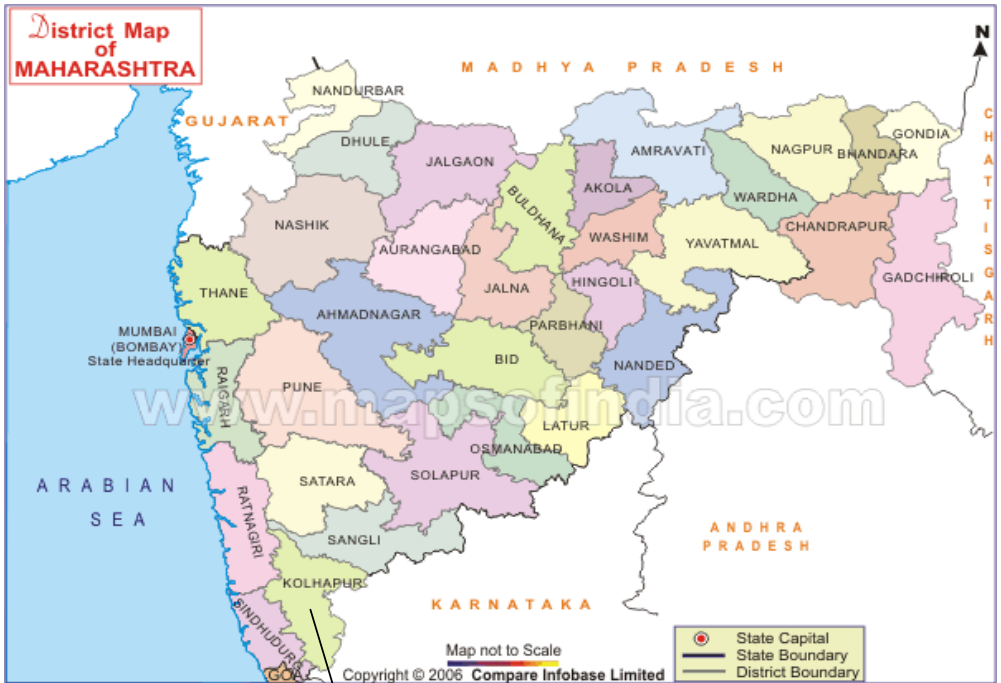 District Map
of
MAHARASHTRA
N
MADHYA PRADESH
GUJARAT
CHATTISGARH
NANDURBAR
DHULE
JALGAON
BULDHANA
AKOLA
AMRAVATI
WARDHA
NAGPUR
BHANDARA
GONDIA
NASHIK
AURANGABAD
JALNA
WASHIM
HINGOLI
YAVATMAL
CHANDRAPUR
GADCHIROLI
THANE
AHMADNAGAR
PARBHANI
MUMBAI
(BOMBAY)
State Headquarter
RAIGARH
PUNE
BID
NANDED
www.mapsofindia.com
LATUR
OSMANABAD
SOLAPUR
SATARA
RATNAGIRI
SANGLI
KOLHAPUR
SINDHUDURG
GOA
ARABIAN
SEA
ANDHRA
PRADESH
KARNATAKA
Map not to Scale
Copyright © 2006 Compare Infobase Limited
State Capital
State Boundary
District Boundary